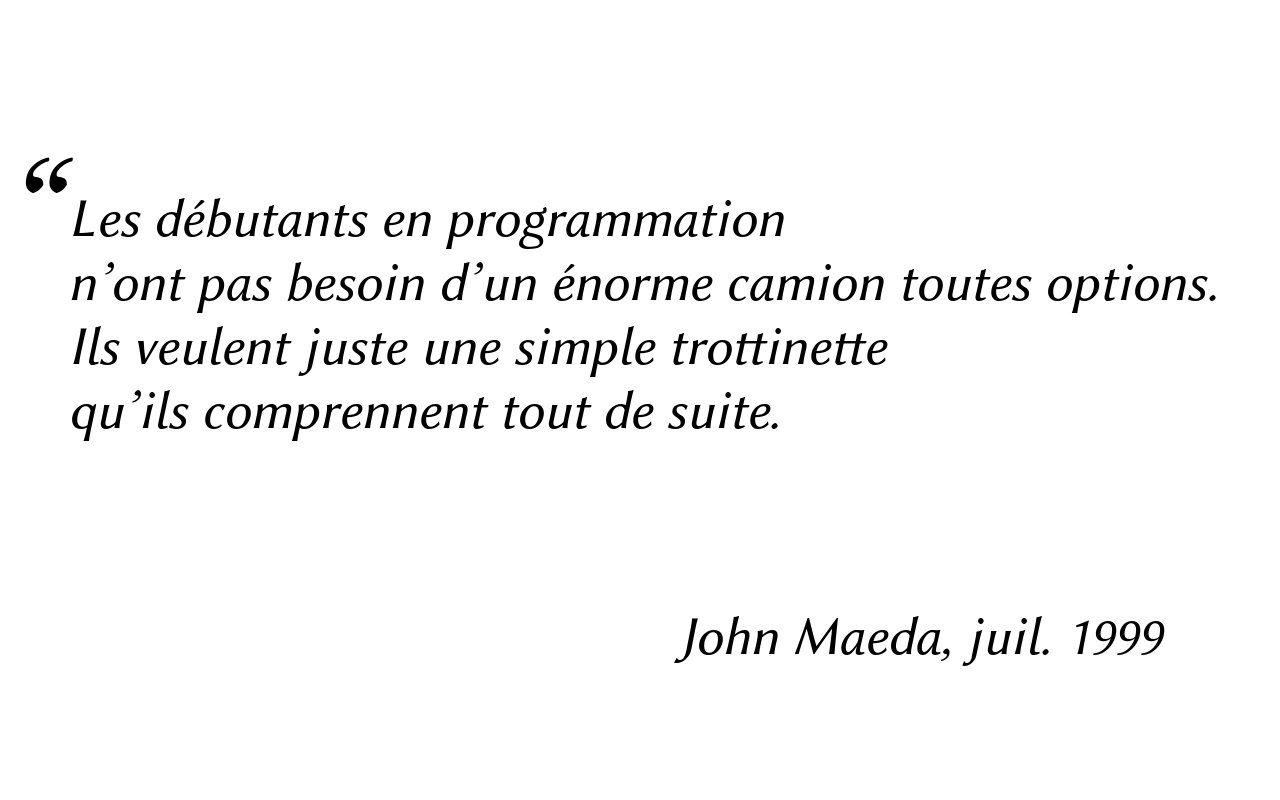 “Les débutants en programmation
n’ont pas besoin d’un énorme camion toutes options.
Ils veulent juste une simple trottinette
qu’ils comprennent tout de suite.
John Maeda, juil. 1999